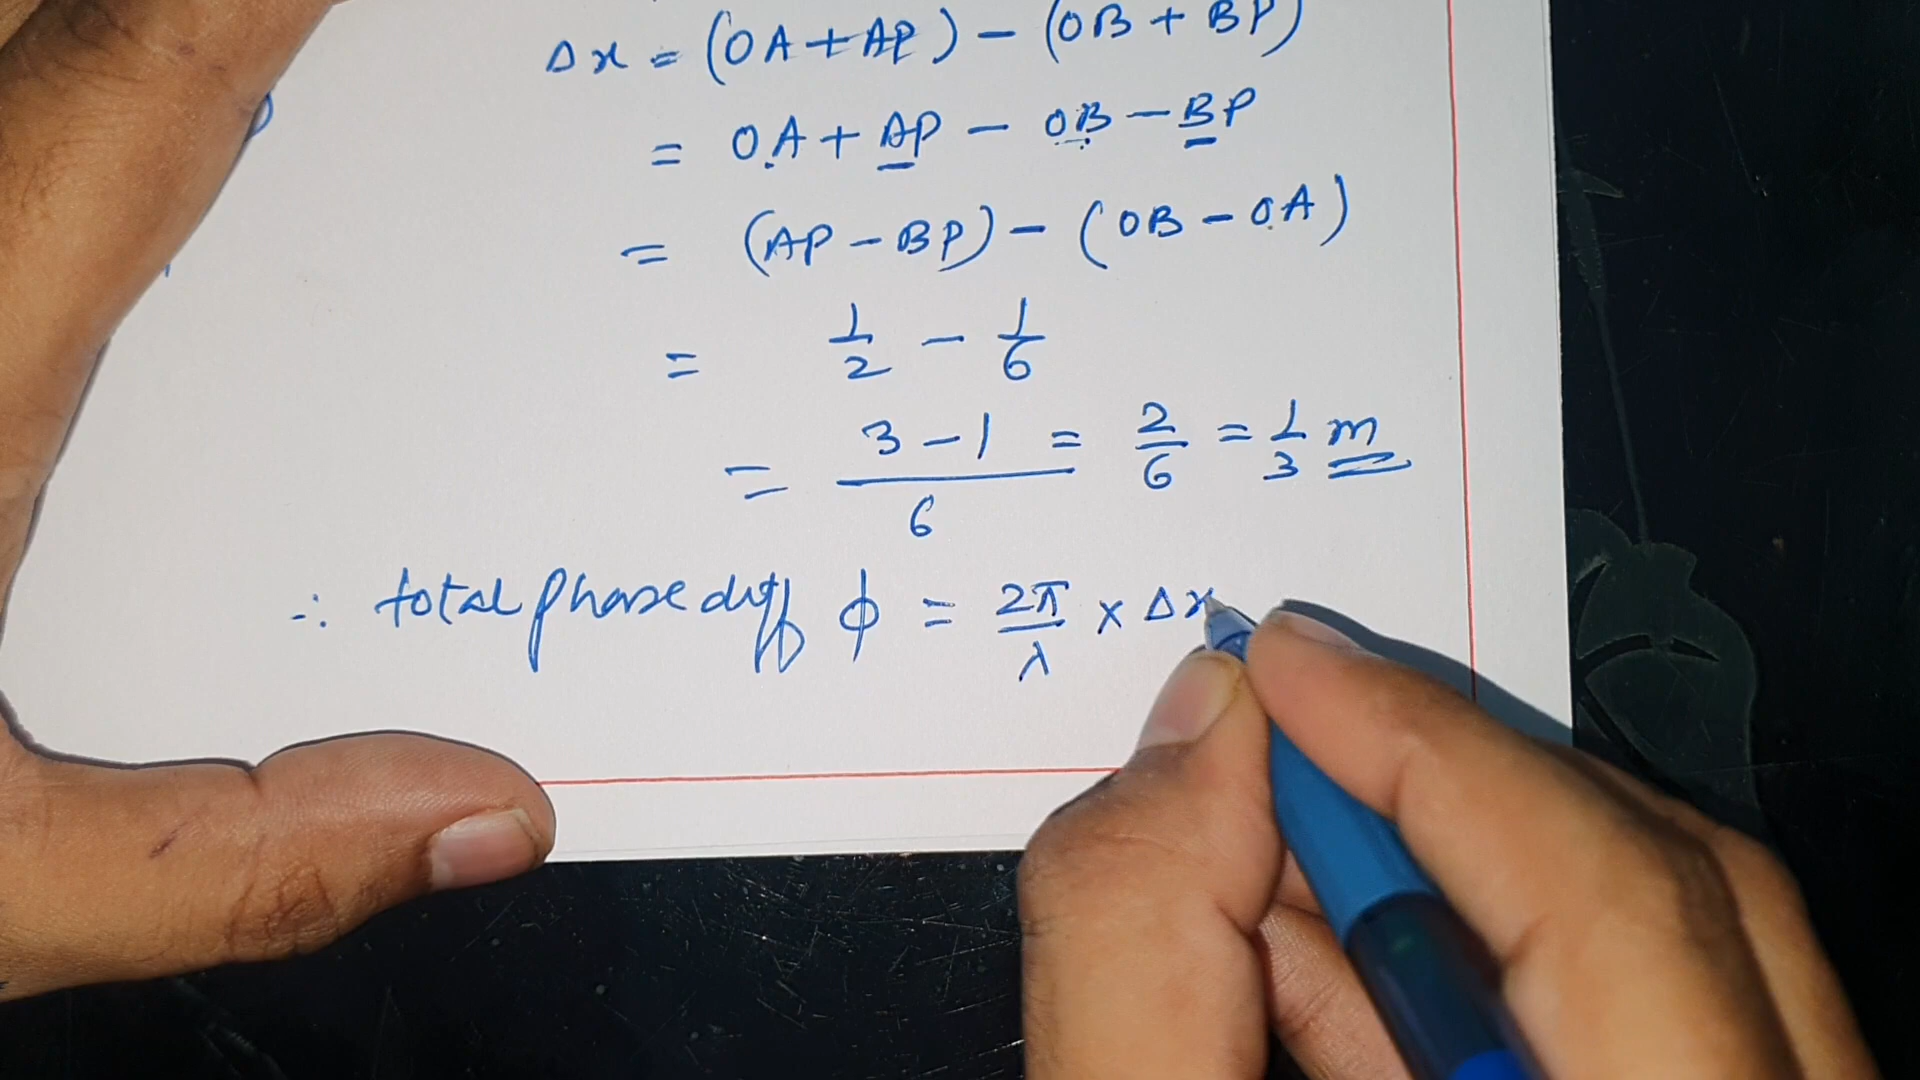 Δx = (OA + AP) - (OB + BP)
= OA + AP - OB - BP
= (AP - BP) - (OB - OA)
= 1/2 - 1/6
= 3-1/6 = 2/6 = 1/3 m
∴ total phase diff ϕ = 2π/λ × Δx